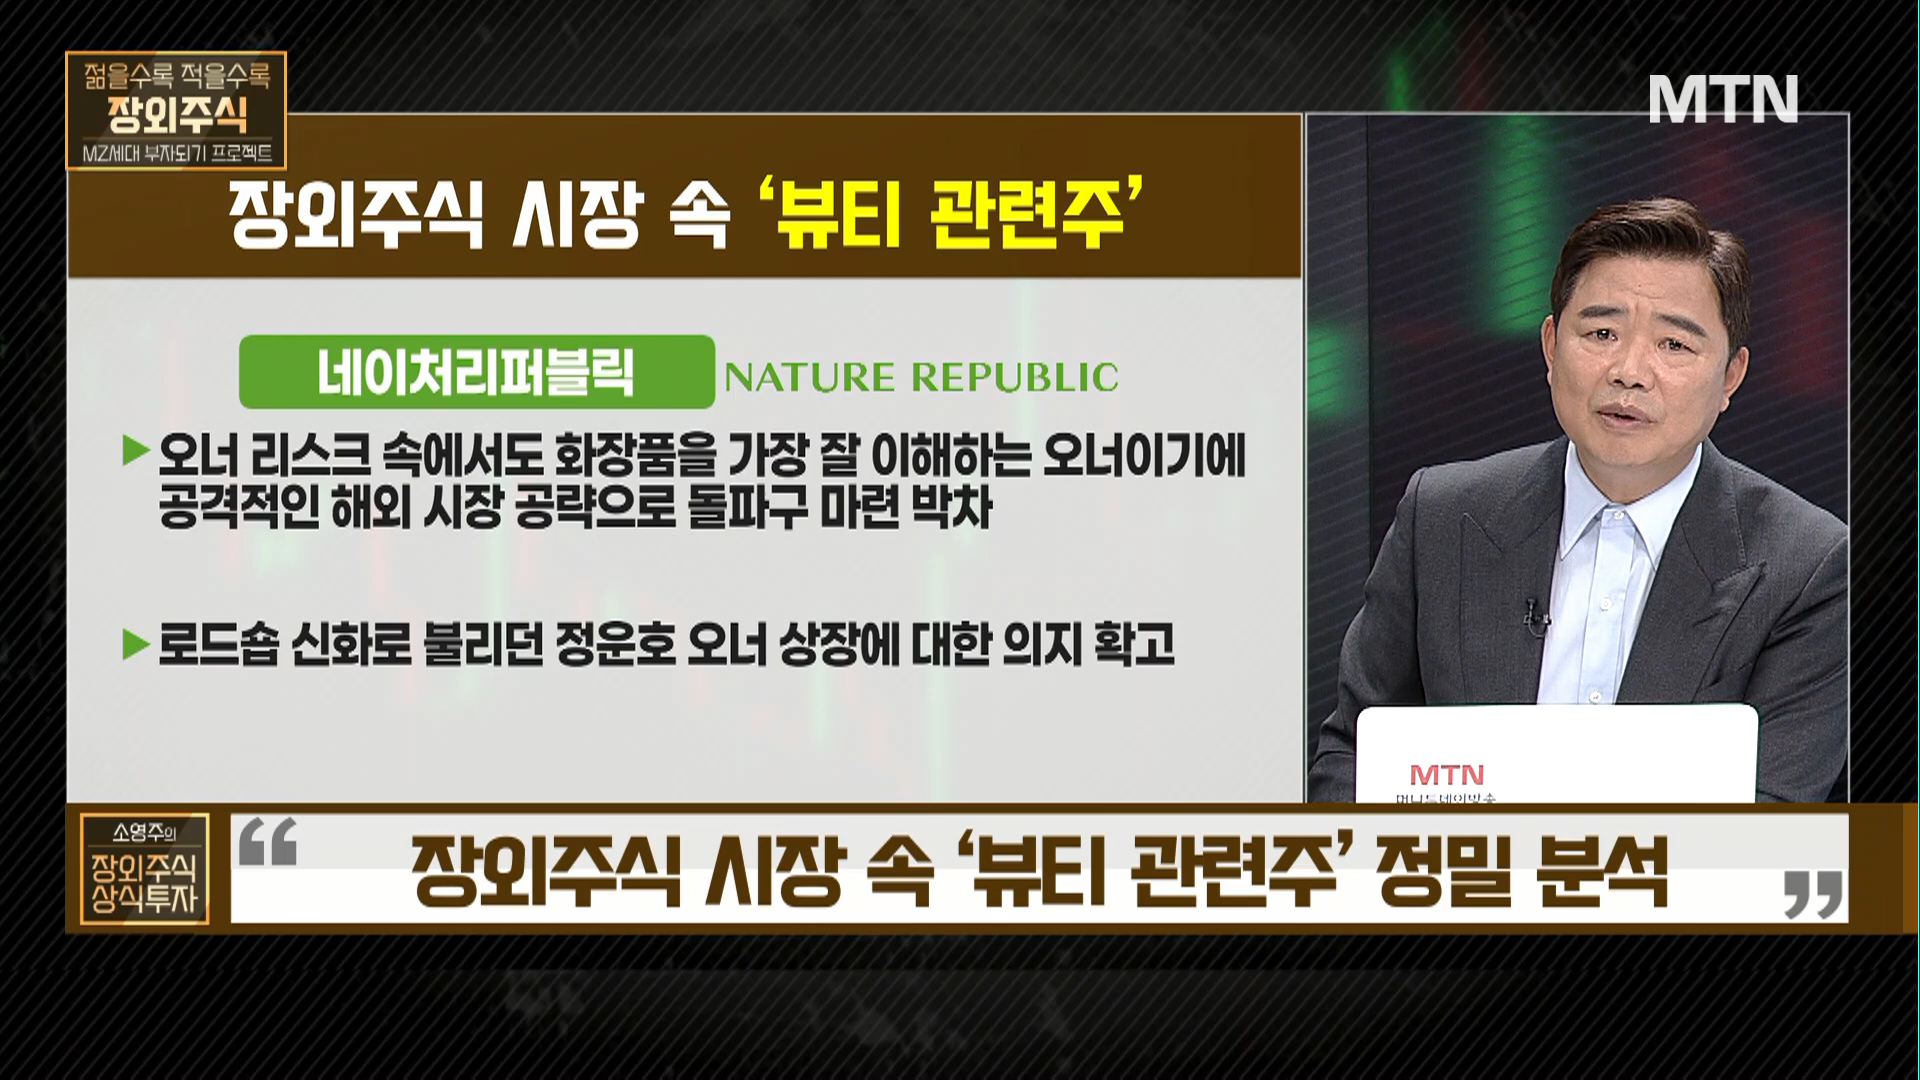 젊을수록 적을수록
장외주식
MZ세대 부자되기 프로젝트
MTN
장외주식 시장 속 ‘뷰티 관련주’
네이처리퍼블릭 NATURE REPUBLIC
▶ 오너 리스크 속에서도 화장품을 가장 잘 이해하는 오너이기에
공격적인 해외 시장 공략으로 돌파구 마련 박차
▶ 로드숍 신화로 불리던 정운호 오너 상장에 대한 의지 확고
MTN
머니투데이방송
소영주의
장외주식
상식투자
“ 장외주식 시장 속 ‘뷰티 관련주’ 정밀 분석 ”